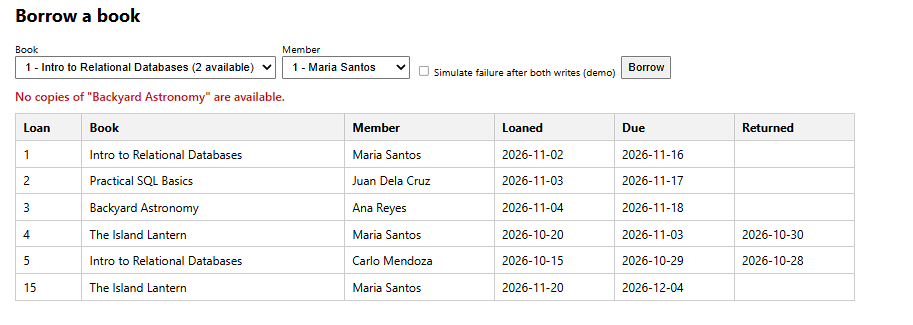 Borrow a book
Book Member
1 - Intro to Relational Databases (2 available) 1 - Maria Santos Simulate failure after both writes (demo) Borrow
No copies of "Backyard Astronomy" are available.
Loan Book Member Loaned Due Returned
1 Intro to Relational Databases Maria Santos 2026-11-02 2026-11-16
2 Practical SQL Basics Juan Dela Cruz 2026-11-03 2026-11-17
3 Backyard Astronomy Ana Reyes 2026-11-04 2026-11-18
4 The Island Lantern Maria Santos 2026-10-20 2026-11-03 2026-10-30
5 Intro to Relational Databases Carlo Mendoza 2026-10-15 2026-10-29 2026-10-28
15 The Island Lantern Maria Santos 2026-11-20 2026-12-04